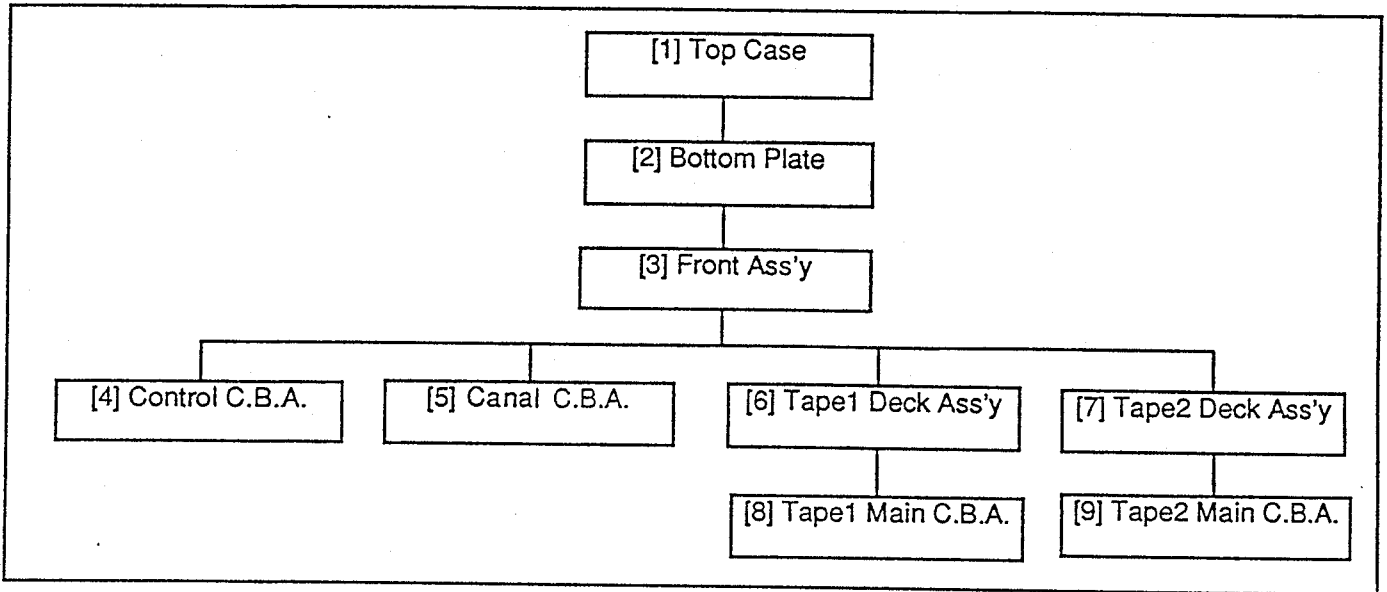 [1] Top Case
[2] Bottom Plate
[3] Front Ass'y
[4] Control C.B.A.
[5] Canal C.B.A.
[6] Tape1 Deck Ass'y
[7] Tape2 Deck Ass'y
[8] Tape1 Main C.B.A.
[9] Tape2 Main C.B.A.